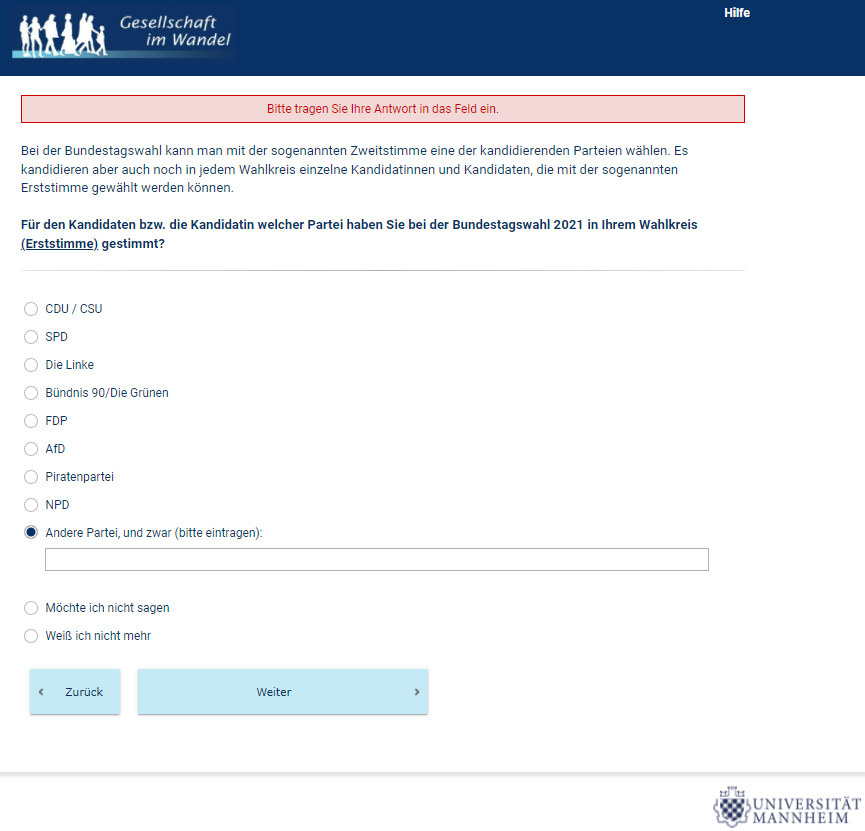 Gesellschaft
im Wandel
Hilfe
Bitte tragen Sie Ihre Antwort in das Feld ein.
Bei der Bundestagswahl kann man mit der sogenannten Zweitstimme eine der kandidierenden Parteien wählen. Es
kandidieren aber auch noch in jedem Wahlkreis einzelne Kandidatinnen und Kandidaten, die mit der sogenannten
Erststimme gewählt werden können.
Für den Kandidaten bzw. die Kandidatin welcher Partei haben Sie bei der Bundestagswahl 2021 in Ihrem Wahlkreis
(Erststimme) gestimmt?
CDU / CSU
SPD
Die Linke
Bündnis 90/Die Grünen
FDP
AfD
Piratenpartei
NPD
Andere Partei, und zwar (bitte eintragen):
Möchte ich nicht sagen
Weiß ich nicht mehr
‹ Zurück
Weiter ›
UNIVERSITÄT
MANNHEIM